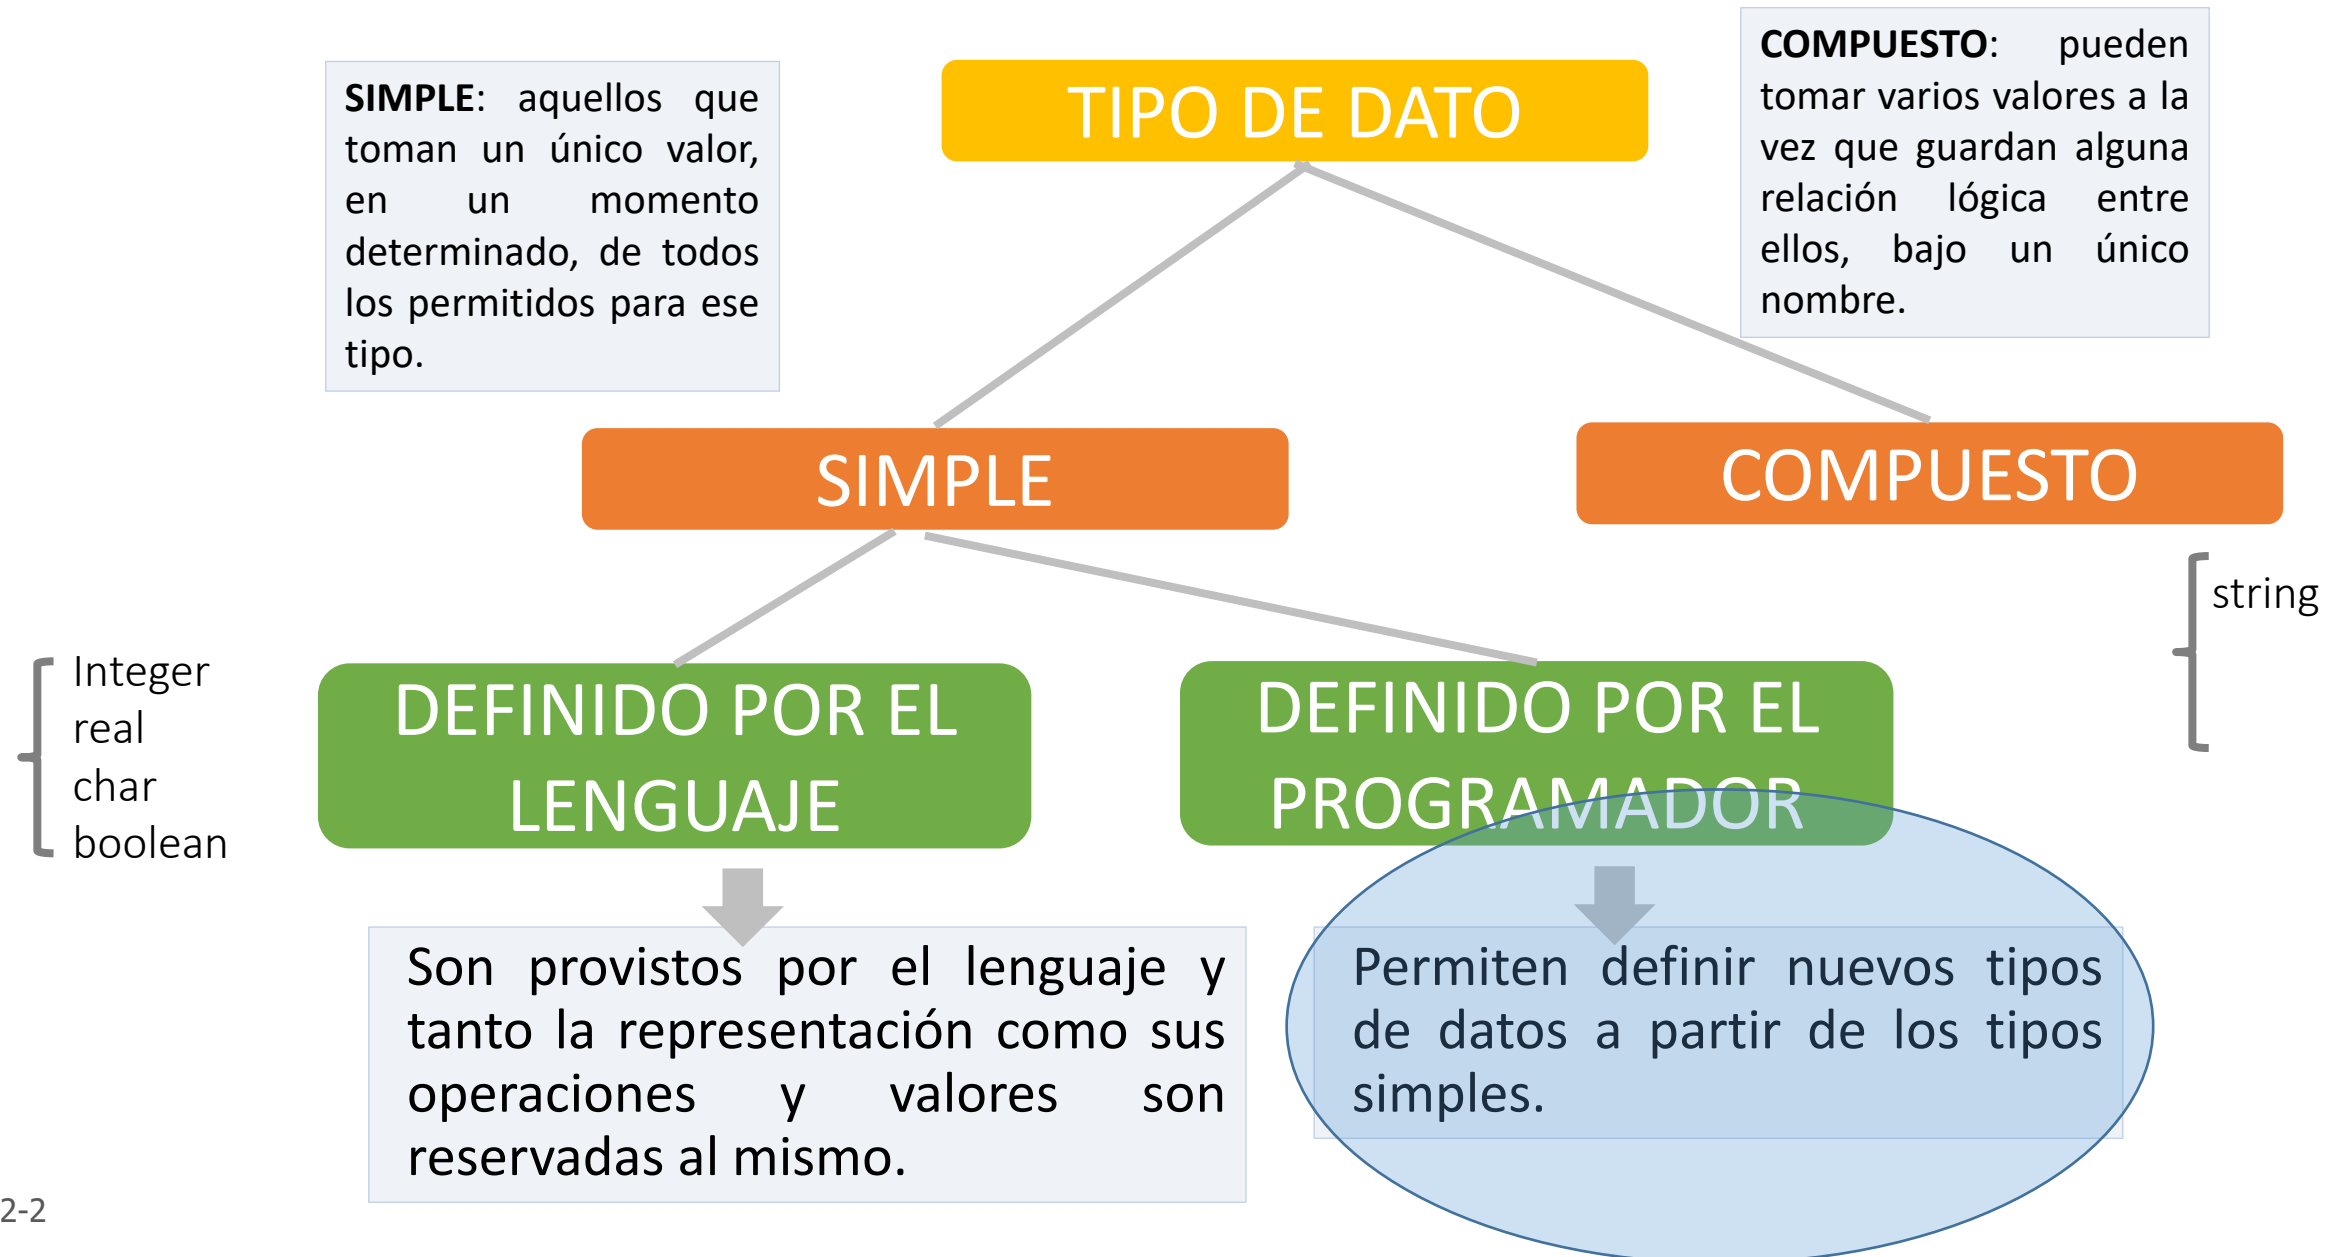 SIMPLE: aquellos que
toman un único valor,
en un momento
determinado, de todos
los permitidos para ese
tipo.
TIPO DE DATO
COMPUESTO: pueden
tomar varios valores a la
vez que guardan alguna
relación lógica entre
ellos, bajo un único
nombre.
SIMPLE
COMPUESTO
string
Integer
real
char
boolean
DEFINIDO POR EL
LENGUAJE
DEFINIDO POR EL
PROGRAMADOR
Son provistos por el lenguaje y
tanto la representación como sus
operaciones y valores son
reservadas al mismo.
Permiten definir nuevos tipos
de datos a partir de los tipos
simples.
2-2